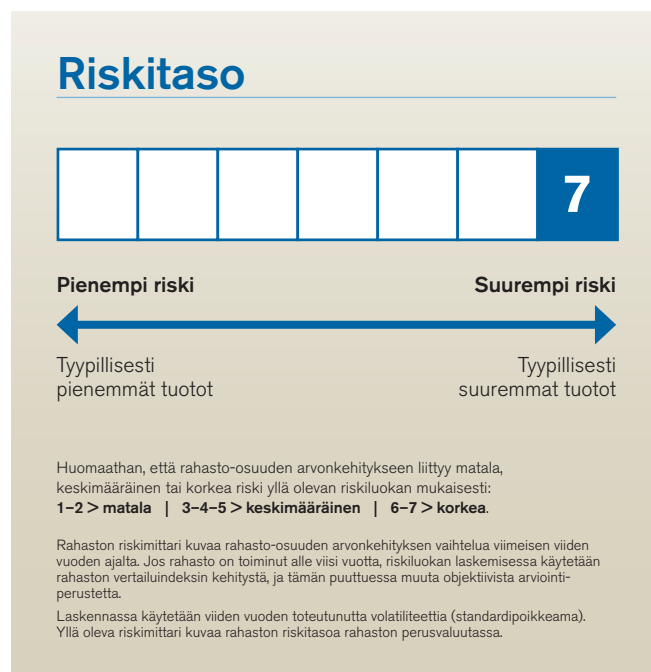 Riskitaso
7
Pienempi riski
Suurempi riski
Tyypillisesti
pienemmät tuotot
Tyypillisesti
suuremmat tuotot
Huomaathan, että rahasto-osuuden arvonkehitykseen liittyy matala,
keskimääräinen tai korkea riski yllä olevan riskiluokan mukaisesti:
1–2 > matala | 3–4–5 > keskimääräinen | 6–7 > korkea.
Rahaston riskimittari kuvaa rahasto-osuuden arvonkehityksen vaihtelua viimeisen viiden
vuoden ajalta. Jos rahasto on toiminut alle viisi vuotta, riskiluokan laskemisessa käytetään
rahaston vertailuindeksin kehitystä, ja tämän puuttuessa muuta objektiivista arviointi-
perustetta.
Laskennassa käytetään viiden vuoden toteutunutta volatiliteettia (standardipoikkeama).
Yllä oleva riskimittari kuvaa rahaston riskitasoa rahaston perusvaluutassa.